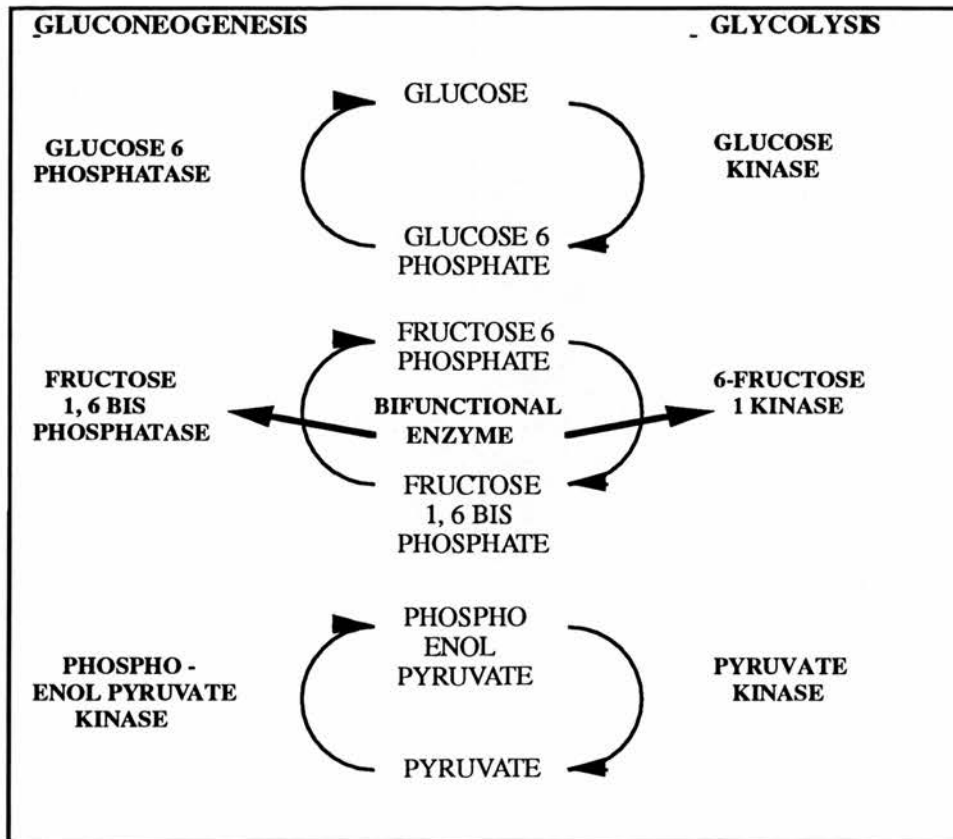 GLUCONEOGENESIS
GLYCOLYSIS
GLUCOSE
GLUCOSE 6
PHOSPHATASE
GLUCOSE
KINASE
GLUCOSE 6
PHOSPHATE
FRUCTOSE 6
PHOSPHATE
FRUCTOSE
1, 6 BIS
PHOSPHATASE
BIFUNCTIONAL
ENZYME
6-FRUCTOSE
1 KINASE
FRUCTOSE
1, 6 BIS
PHOSPHATE
PHOSPHO
ENOL
PYRUVATE
PHOSPHO -
ENOL PYRUVATE
KINASE
PYRUVATE
KINASE
PYRUVATE